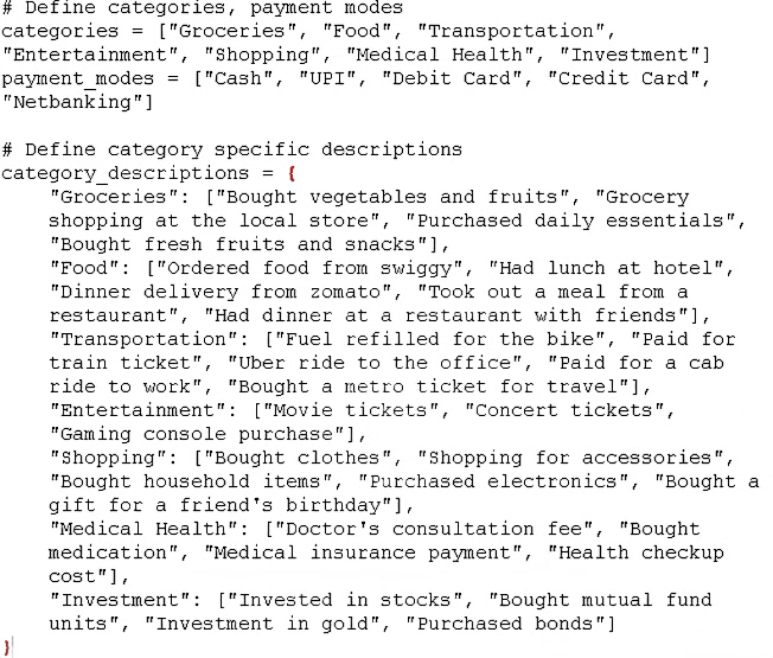 # Define categories, payment modes
categories = ["Groceries", "Food", "Transportation",
"Entertainment", "Shopping", "Medical Health", "Investment"]
payment_modes = ["Cash", "UPI", "Debit Card", "Credit Card",
"Netbanking"]

# Define category specific descriptions
category_descriptions = {
    "Groceries": ["Bought vegetables and fruits", "Grocery
    shopping at the local store", "Purchased daily essentials",
    "Bought fresh fruits and snacks"],
    "Food": ["Ordered food from swiggy", "Had lunch at hotel",
    "Dinner delivery from zomato", "Took out a meal from a
    restaurant", "Had dinner at a restaurant with friends"],
    "Transportation": ["Fuel refilled for the bike", "Paid for
    train ticket", "Uber ride to the office", "Paid for a cab
    ride to work", "Bought a metro ticket for travel"],
    "Entertainment": ["Movie tickets", "Concert tickets",
    "Gaming console purchase"],
    "Shopping": ["Bought clothes", "Shopping for accessories",
    "Bought household items", "Purchased electronics", "Bought a
    gift for a friend's birthday"],
    "Medical Health": ["Doctor's consultation fee", "Bought
    medication", "Medical insurance payment", "Health checkup
    cost"],
    "Investment": ["Invested in stocks", "Bought mutual fund
    units", "Investment in gold", "Purchased bonds"]
}